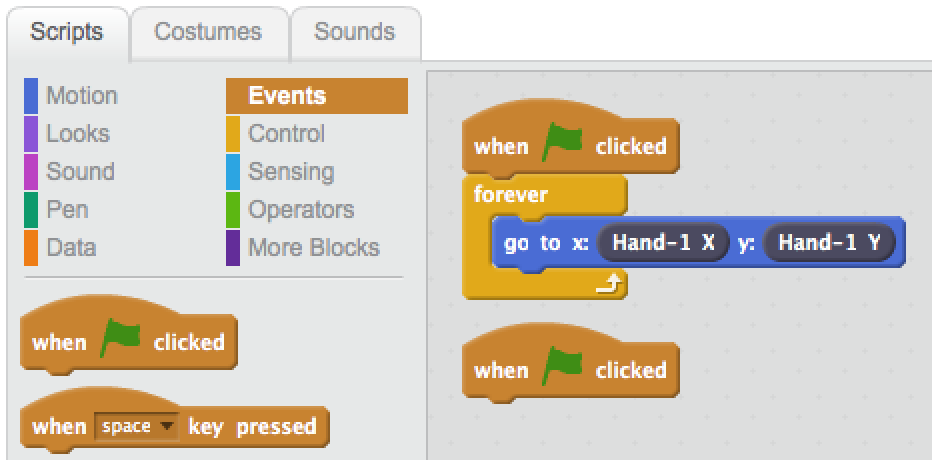 Scripts Costumes Sounds
Motion Events
Looks Control
Sound Sensing
Pen Operators
Data More Blocks
when clicked
when space key pressed
when clicked
forever
go to x: Hand-1 X y: Hand-1 Y
when clicked